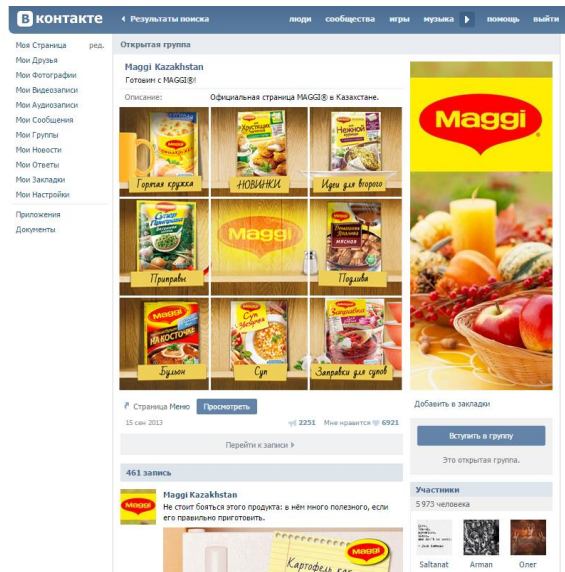 В контакте
Результаты поиска
люди сообщества игры музыка помощь выйти
Моя Страница ред.
Мои Друзья
Мои Фотографии
Мои Видеозаписи
Мои Аудиозаписи
Мои Сообщения
Мои Группы
Мои Новости
Мои Ответы
Мои Закладки
Мои Настройки
Приложения
Документы
Открытая группа
Maggi Kazakhstan
Готовим с MAGGI®!
Описание: Официальная страница MAGGI® в Казахстане.
Горячая кружка
НОВИНКИ
Идеи для второго
Приправы
Maggi
Подлива
Бульон
Суп
Заправки для супов
Страница Меню Просмотреть
15 сен 2013 2251 Мне нравится 6921
Перейти к записи
461 запись
Maggi Kazakhstan
Не стоит бояться этого продукта: в нём много полезного, если
его правильно приготовить.
Картофель как
Maggi
Maggi
Добавить в закладки
Вступить в группу
Это открытая группа.
Участники
5 973 человека
Saltanat Arman Олег